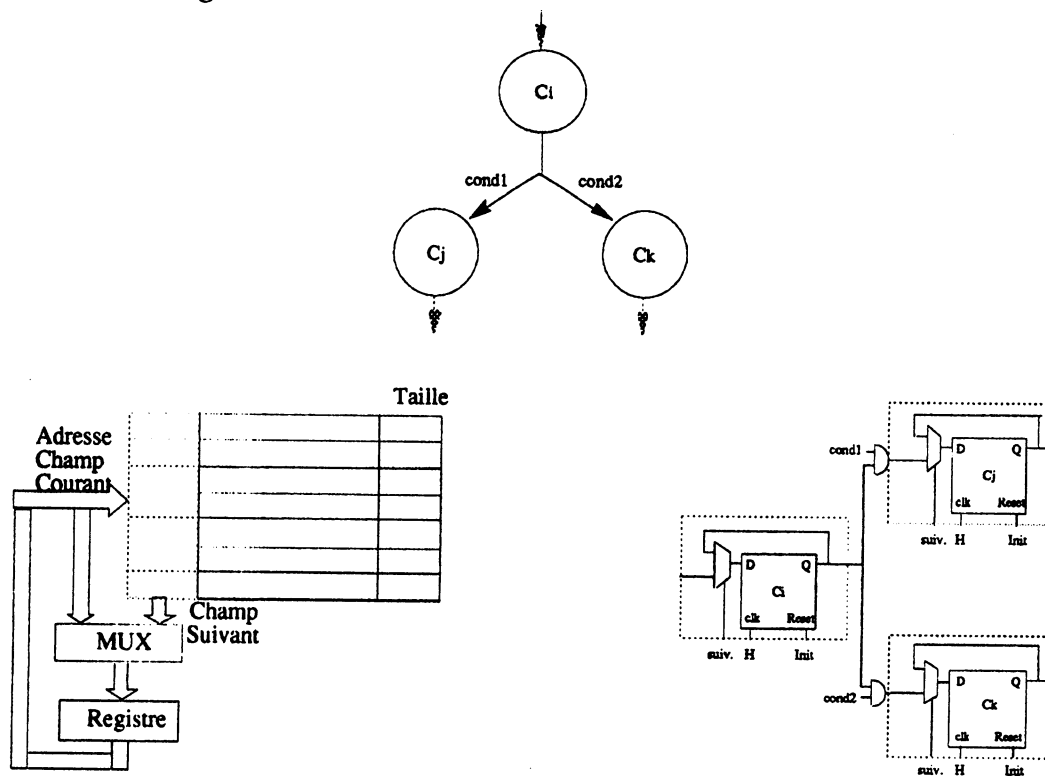 g
Ci
cond1
cond2
Cj
Ck
Taille
Adresse
Champ
Courant
Champ
Suivant
MUX
Registre
cond1
D
Q
Cj
clk
Reset
suiv.
H
Init
D
Q
Ci
clk
Reset
suiv.
H
Init
cond2
D
Q
Ck
clk
Reset
suiv.
H
Init